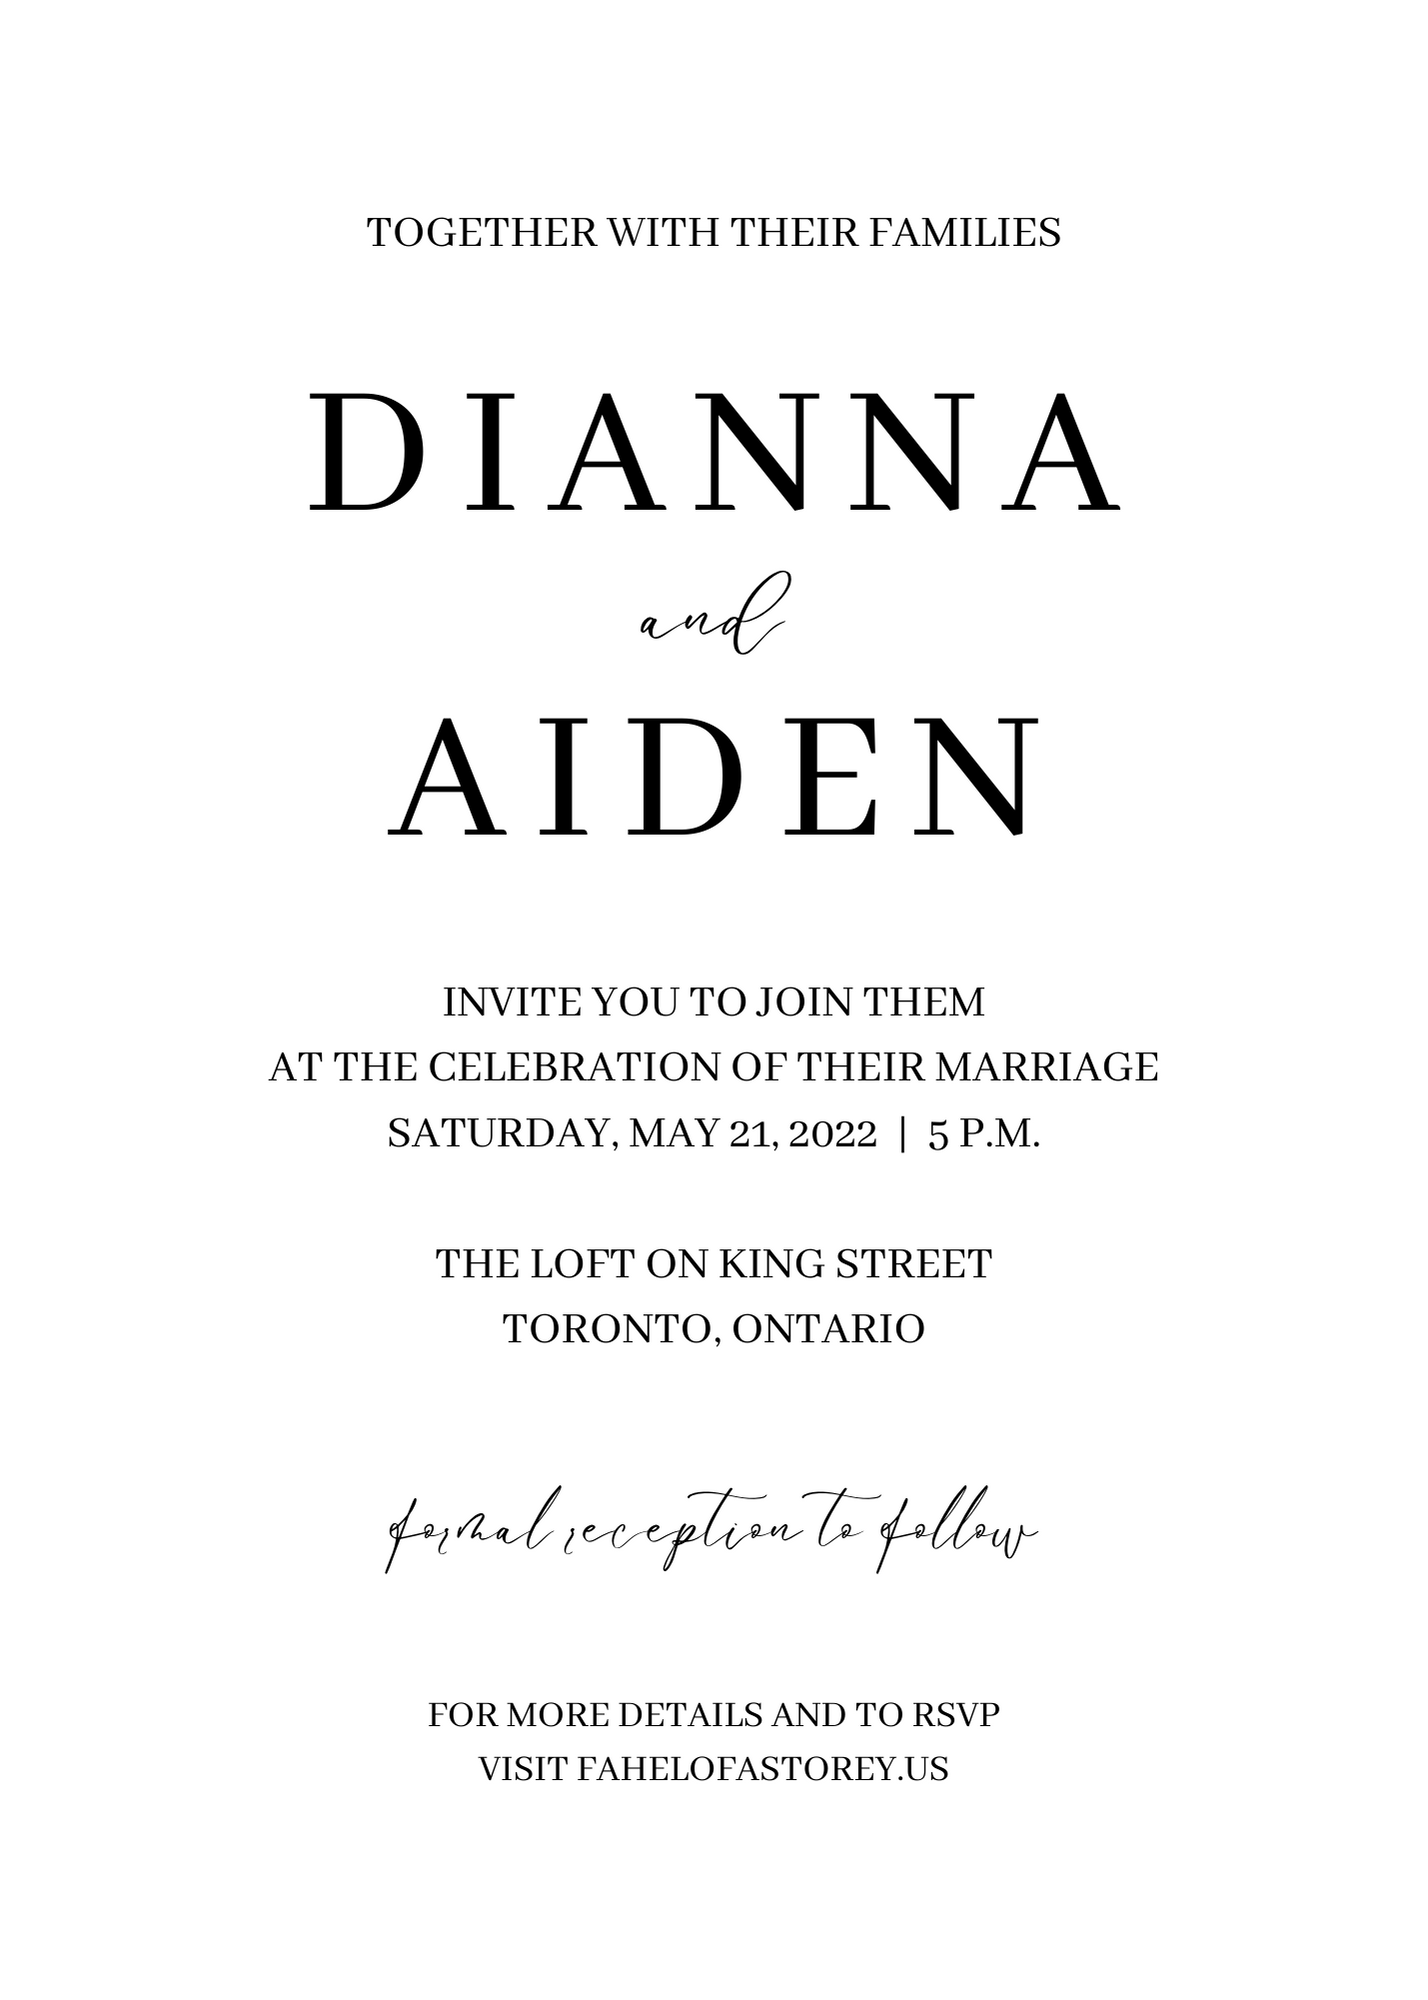 TOGETHER WITH THEIR FAMILIES
DIANNA
and
AIDEN
INVITE YOU TO JOIN THEM
AT THE CELEBRATION OF THEIR MARRIAGE
SATURDAY, MAY 21, 2022 | 5 P.M.
THE LOFT ON KING STREET
TORONTO, ONTARIO
formal reception to follow
FOR MORE DETAILS AND TO RSVP
VISIT FAHELOFASTOREY.US